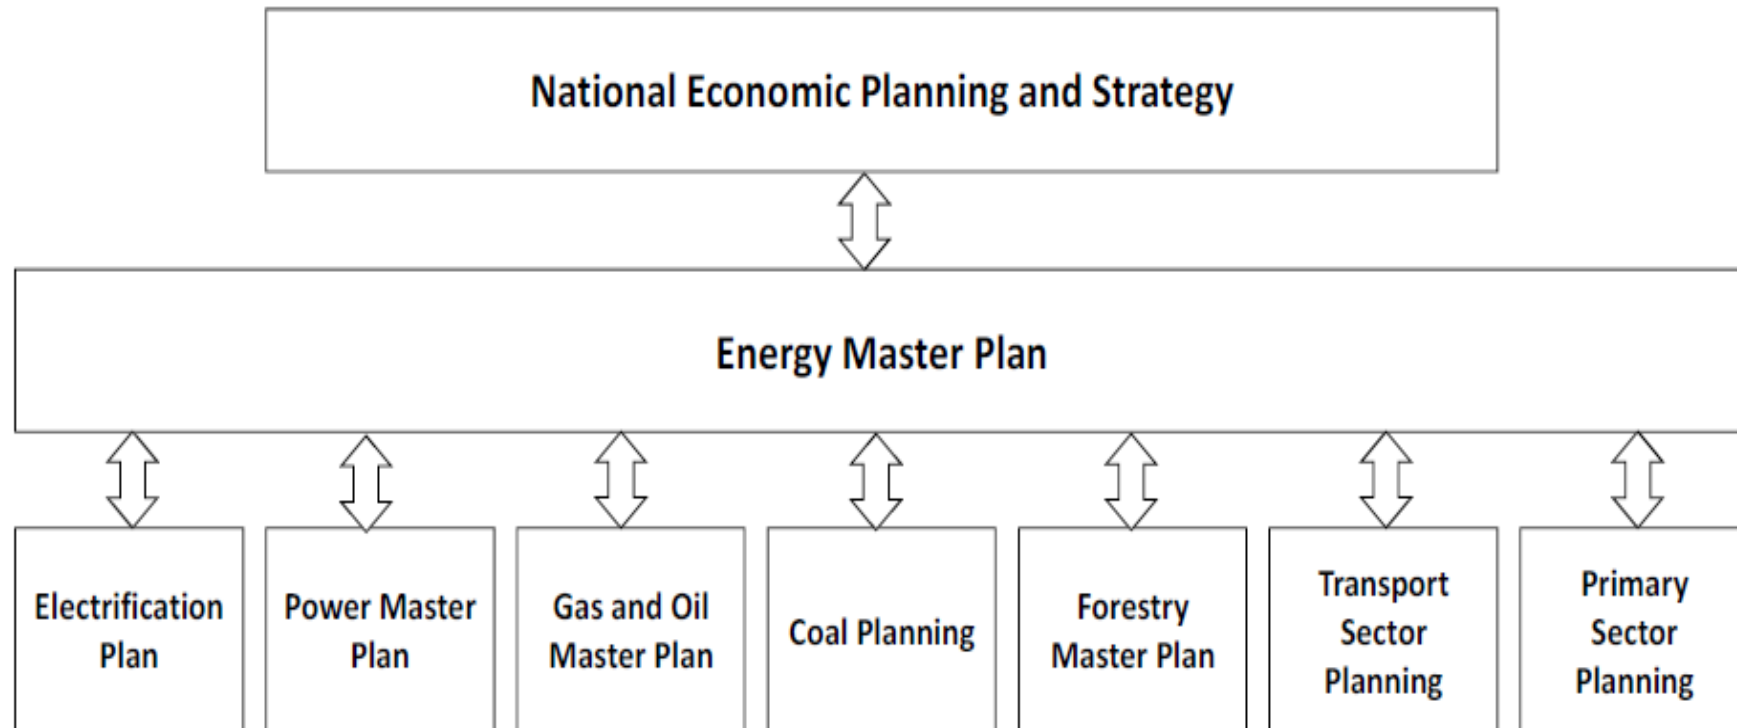 National Economic Planning and Strategy
Energy Master Plan
Electrification
Plan
Power Master
Plan
Gas and Oil
Master Plan
Coal Planning
Forestry
Master Plan
Transport
Sector
Planning
Primary
Sector
Planning